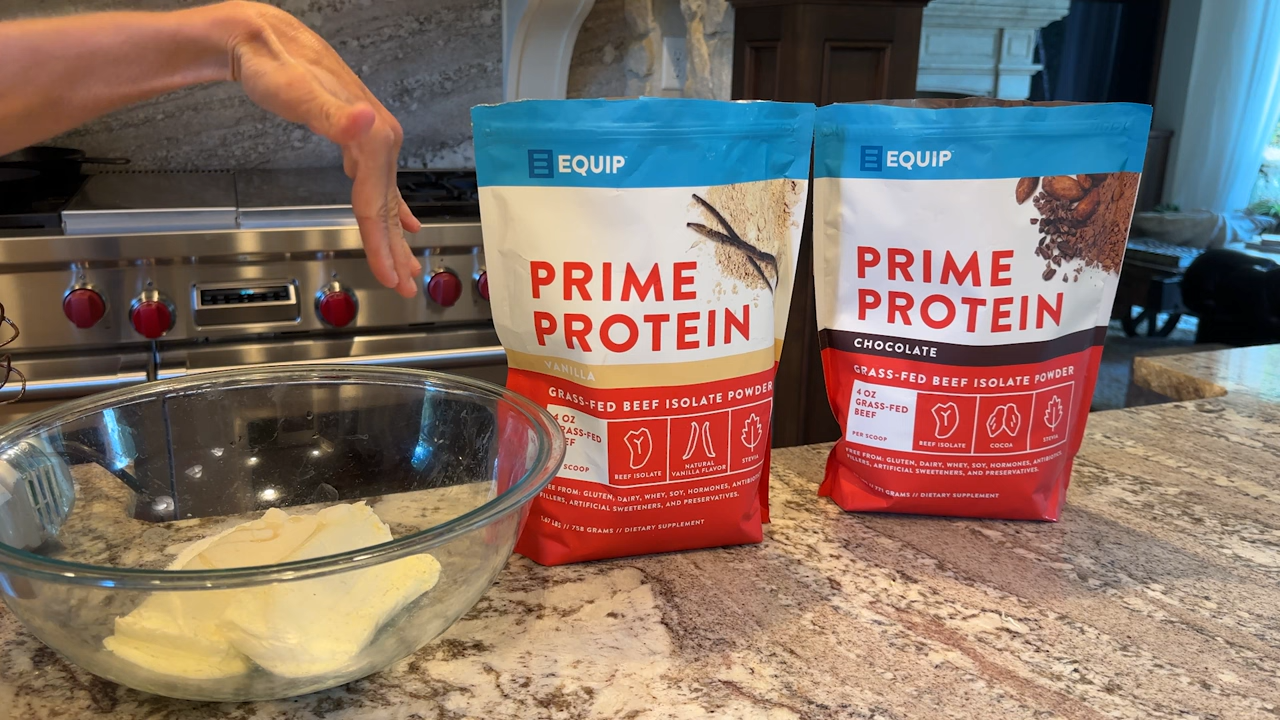 EQUIP
PRIME
PROTEIN
VANILLA
GRASS-FED BEEF ISOLATE POWDER
4 OZ
GRASS-FED
BEEF
SCOOP
BEEF ISOLATE
NATURAL
VANILLA FLAVOR
STEVIA
FREE FROM: GLUTEN, DAIRY, WHEY, SOY, HORMONES, ANTIBIOTICS,
FILLERS, ARTIFICIAL SWEETENERS, AND PRESERVATIVES.
1.67 LBS // 758 GRAMS // DIETARY SUPPLEMENT
EQUIP
PRIME
PROTEIN
CHOCOLATE
GRASS-FED BEEF ISOLATE POWDER
4 OZ
GRASS-FED
BEEF
PER SCOOP
BEEF ISOLATE
COCOA
STEVIA
FREE FROM: GLUTEN, DAIRY, WHEY, SOY, HORMONES, ANTIBIOTICS,
FILLERS, ARTIFICIAL SWEETENERS, AND PRESERVATIVES.
GRAMS // DIETARY SUPPLEMENT